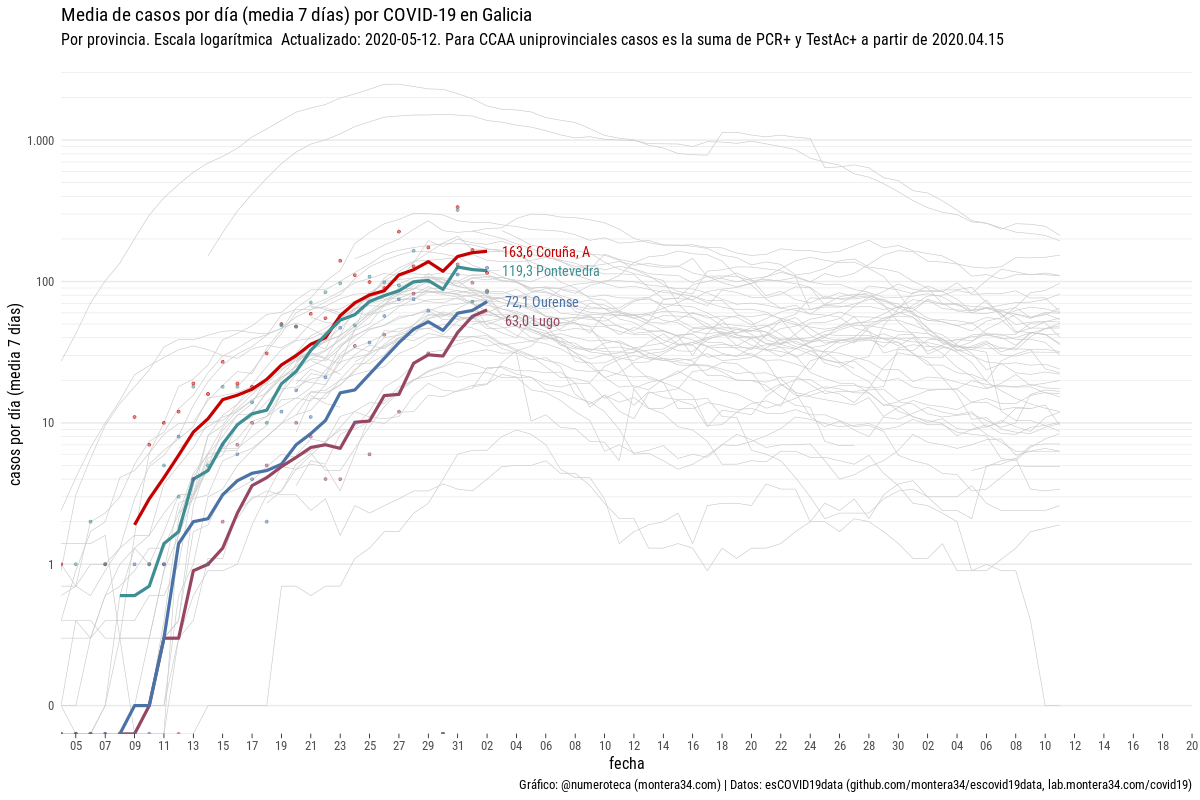 Media de casos por día (media 7 días) por COVID-19 en Galicia
Por provincia. Escala logarítmica  Actualizado: 2020-05-12. Para CCAA uniprovinciales casos es la suma de PCR+ y TestAc+ a partir de 2020.04.15
casos por día (media 7 días)
1.000
100
10
1
0
163,6 Coruña, A
119,3 Pontevedra
72,1 Ourense
63,0 Lugo
05 07 09 11 13 15 17 19 21 23 25 27 29 31 02 04 06 08 10 12 14 16 18 20 22 24 26 28 30 02 04 06 08 10 12 14 16 18 20
fecha
Gráfico: @numeroteca (montera34.com) | Datos: esCOVID19data (github.com/montera34/escovid19data, lab.montera34.com/covid19)